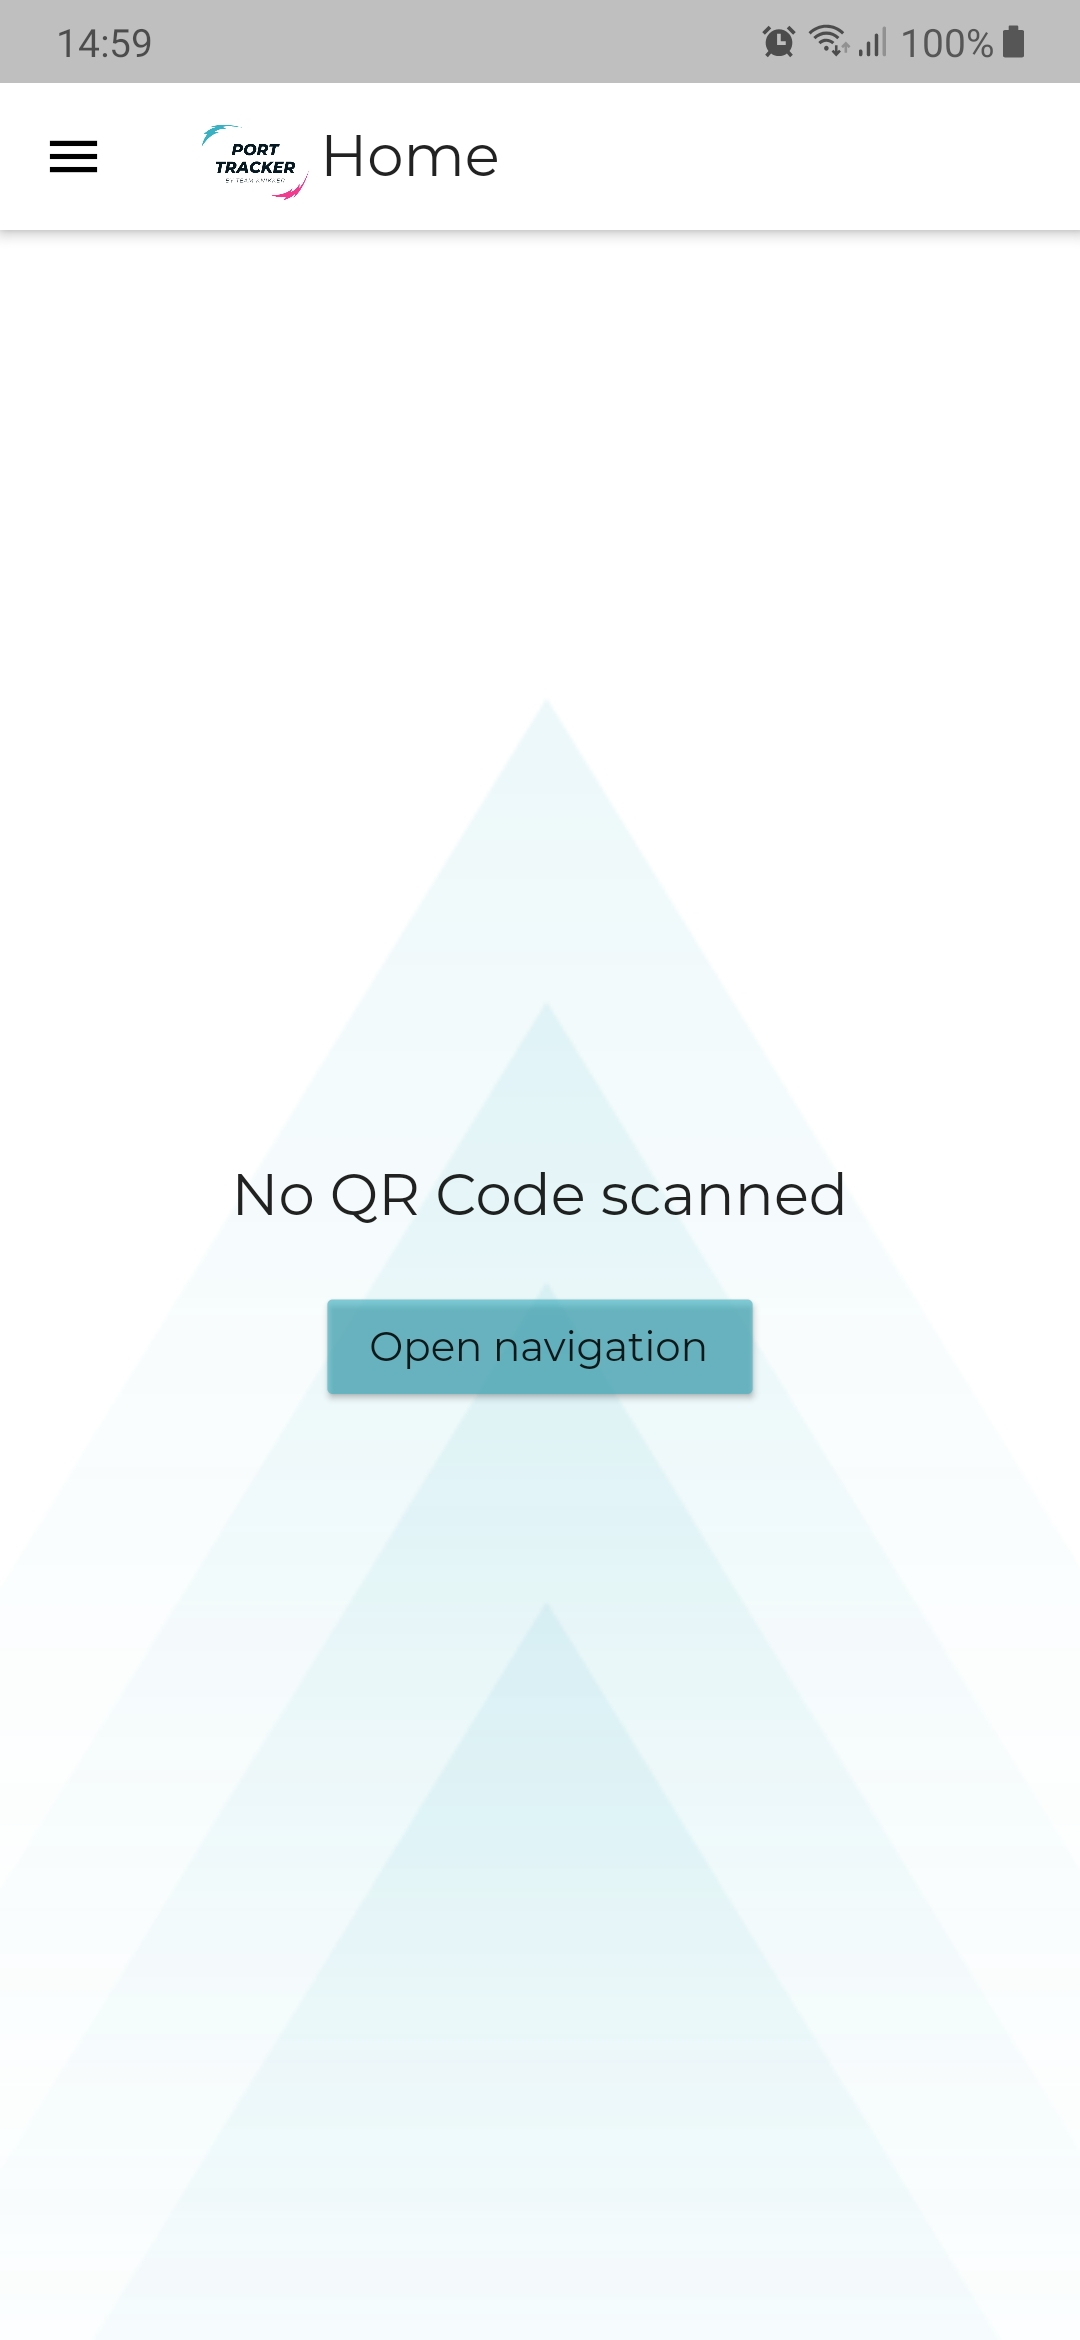 14:59
100%
PORT
TRACKER
Home
No QR Code scanned
Open navigation